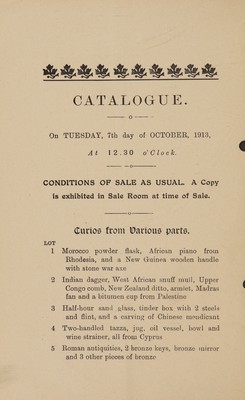 CATALOGUE.
On TUESDAY, 7th day of OCTOBER, 1913,
At 12.30 o'Clock.
CONDITIONS OF SALE AS USUAL. A Copy
is exhibited in Sale Room at time of Sale.
Curios from Various parts.
LOT
1 Morocco powder flask, African piano from
Rhodesia, and a New Guinea wooden handle
with stone war axe
2 Indian dagger, West African snuff mull, Upper
Congo comb, New Zealand ditto, armlet, Madras
fan and a bitumen cup from Palestine
3 Half-hour sand glass, tinder box with 2 steels
and flint, and a carving of Chinese mendicant
4 Two-handled tazza, jug, oil vessel, bowl and
wine strainer, all from Cyprus
5 Roman antiquities, 2 bronze keys, bronze mirror
and 3 other pieces of bronze